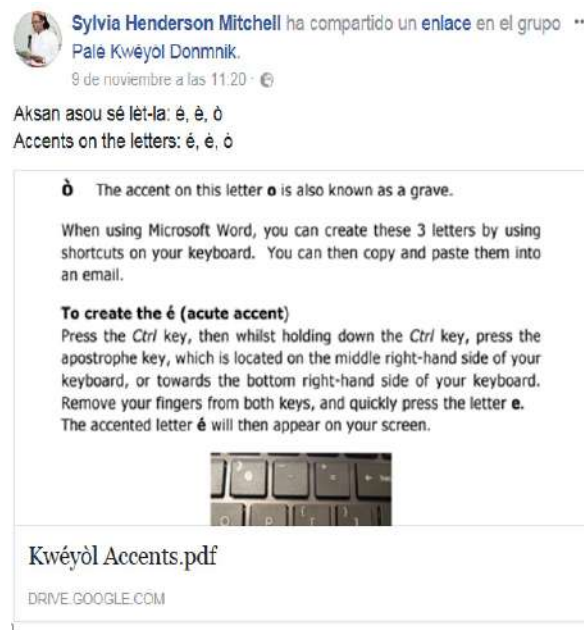 Sylvia Henderson Mitchell ha compartido un enlace en el grupo
Palé Kwéyòl Donmnik.
9 de noviembre a las 11:20 ·
Aksan asou sé lèt-la: é, è, ò
Accents on the letters: é, è, ò
ò The accent on this letter o is also known as a grave.
When using Microsoft Word, you can create these 3 letters by using
shortcuts on your keyboard. You can then copy and paste them into
an email.
To create the é (acute accent)
Press the Ctrl key, then whilst holding down the Ctrl key, press the
apostrophe key, which is located on the middle right-hand side of your
keyboard, or towards the bottom right-hand side of your keyboard.
Remove your fingers from both keys, and quickly press the letter e.
The accented letter é will then appear on your screen.
Kwéyòl Accents.pdf
DRIVE.GOOGLE.COM